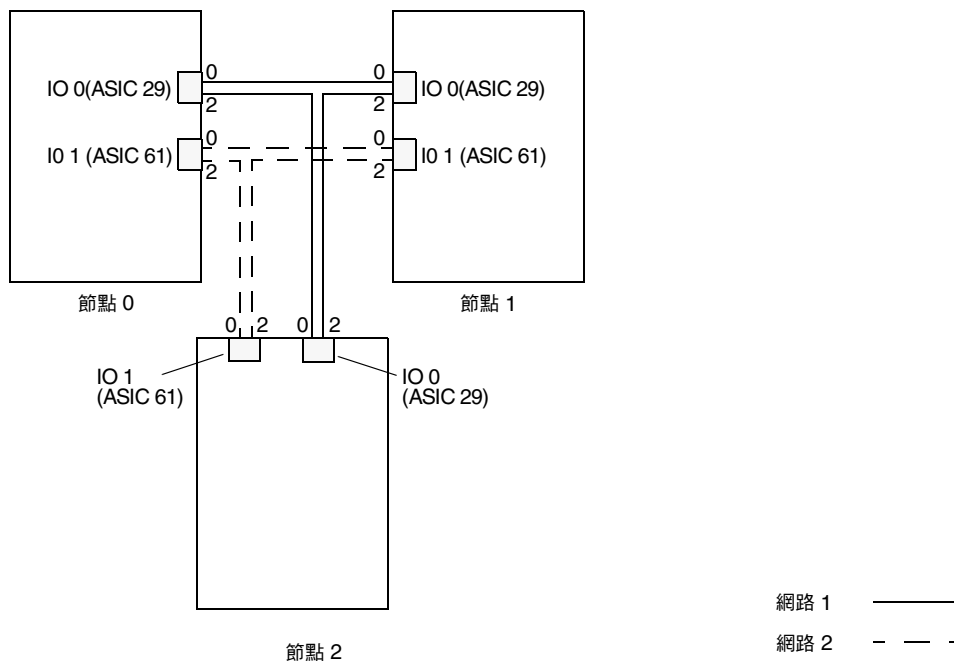 IO 0(ASIC 29)
0
2
I0 1 (ASIC 61)
0
2
節點 0
0
2
IO 0(ASIC 29)
0
2
I0 1 (ASIC 61)
節點 1
0 2 0 2
IO 1
(ASIC 61)
IO 0
(ASIC 29)
節點 2
網路 1
網路 2